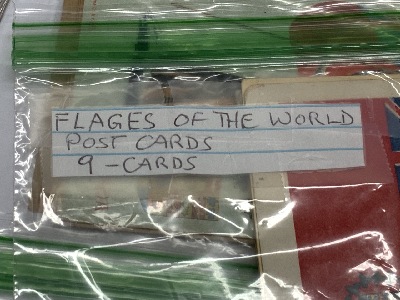 FLAGES OF THE WORLD
POST CARDS
9-CARDS